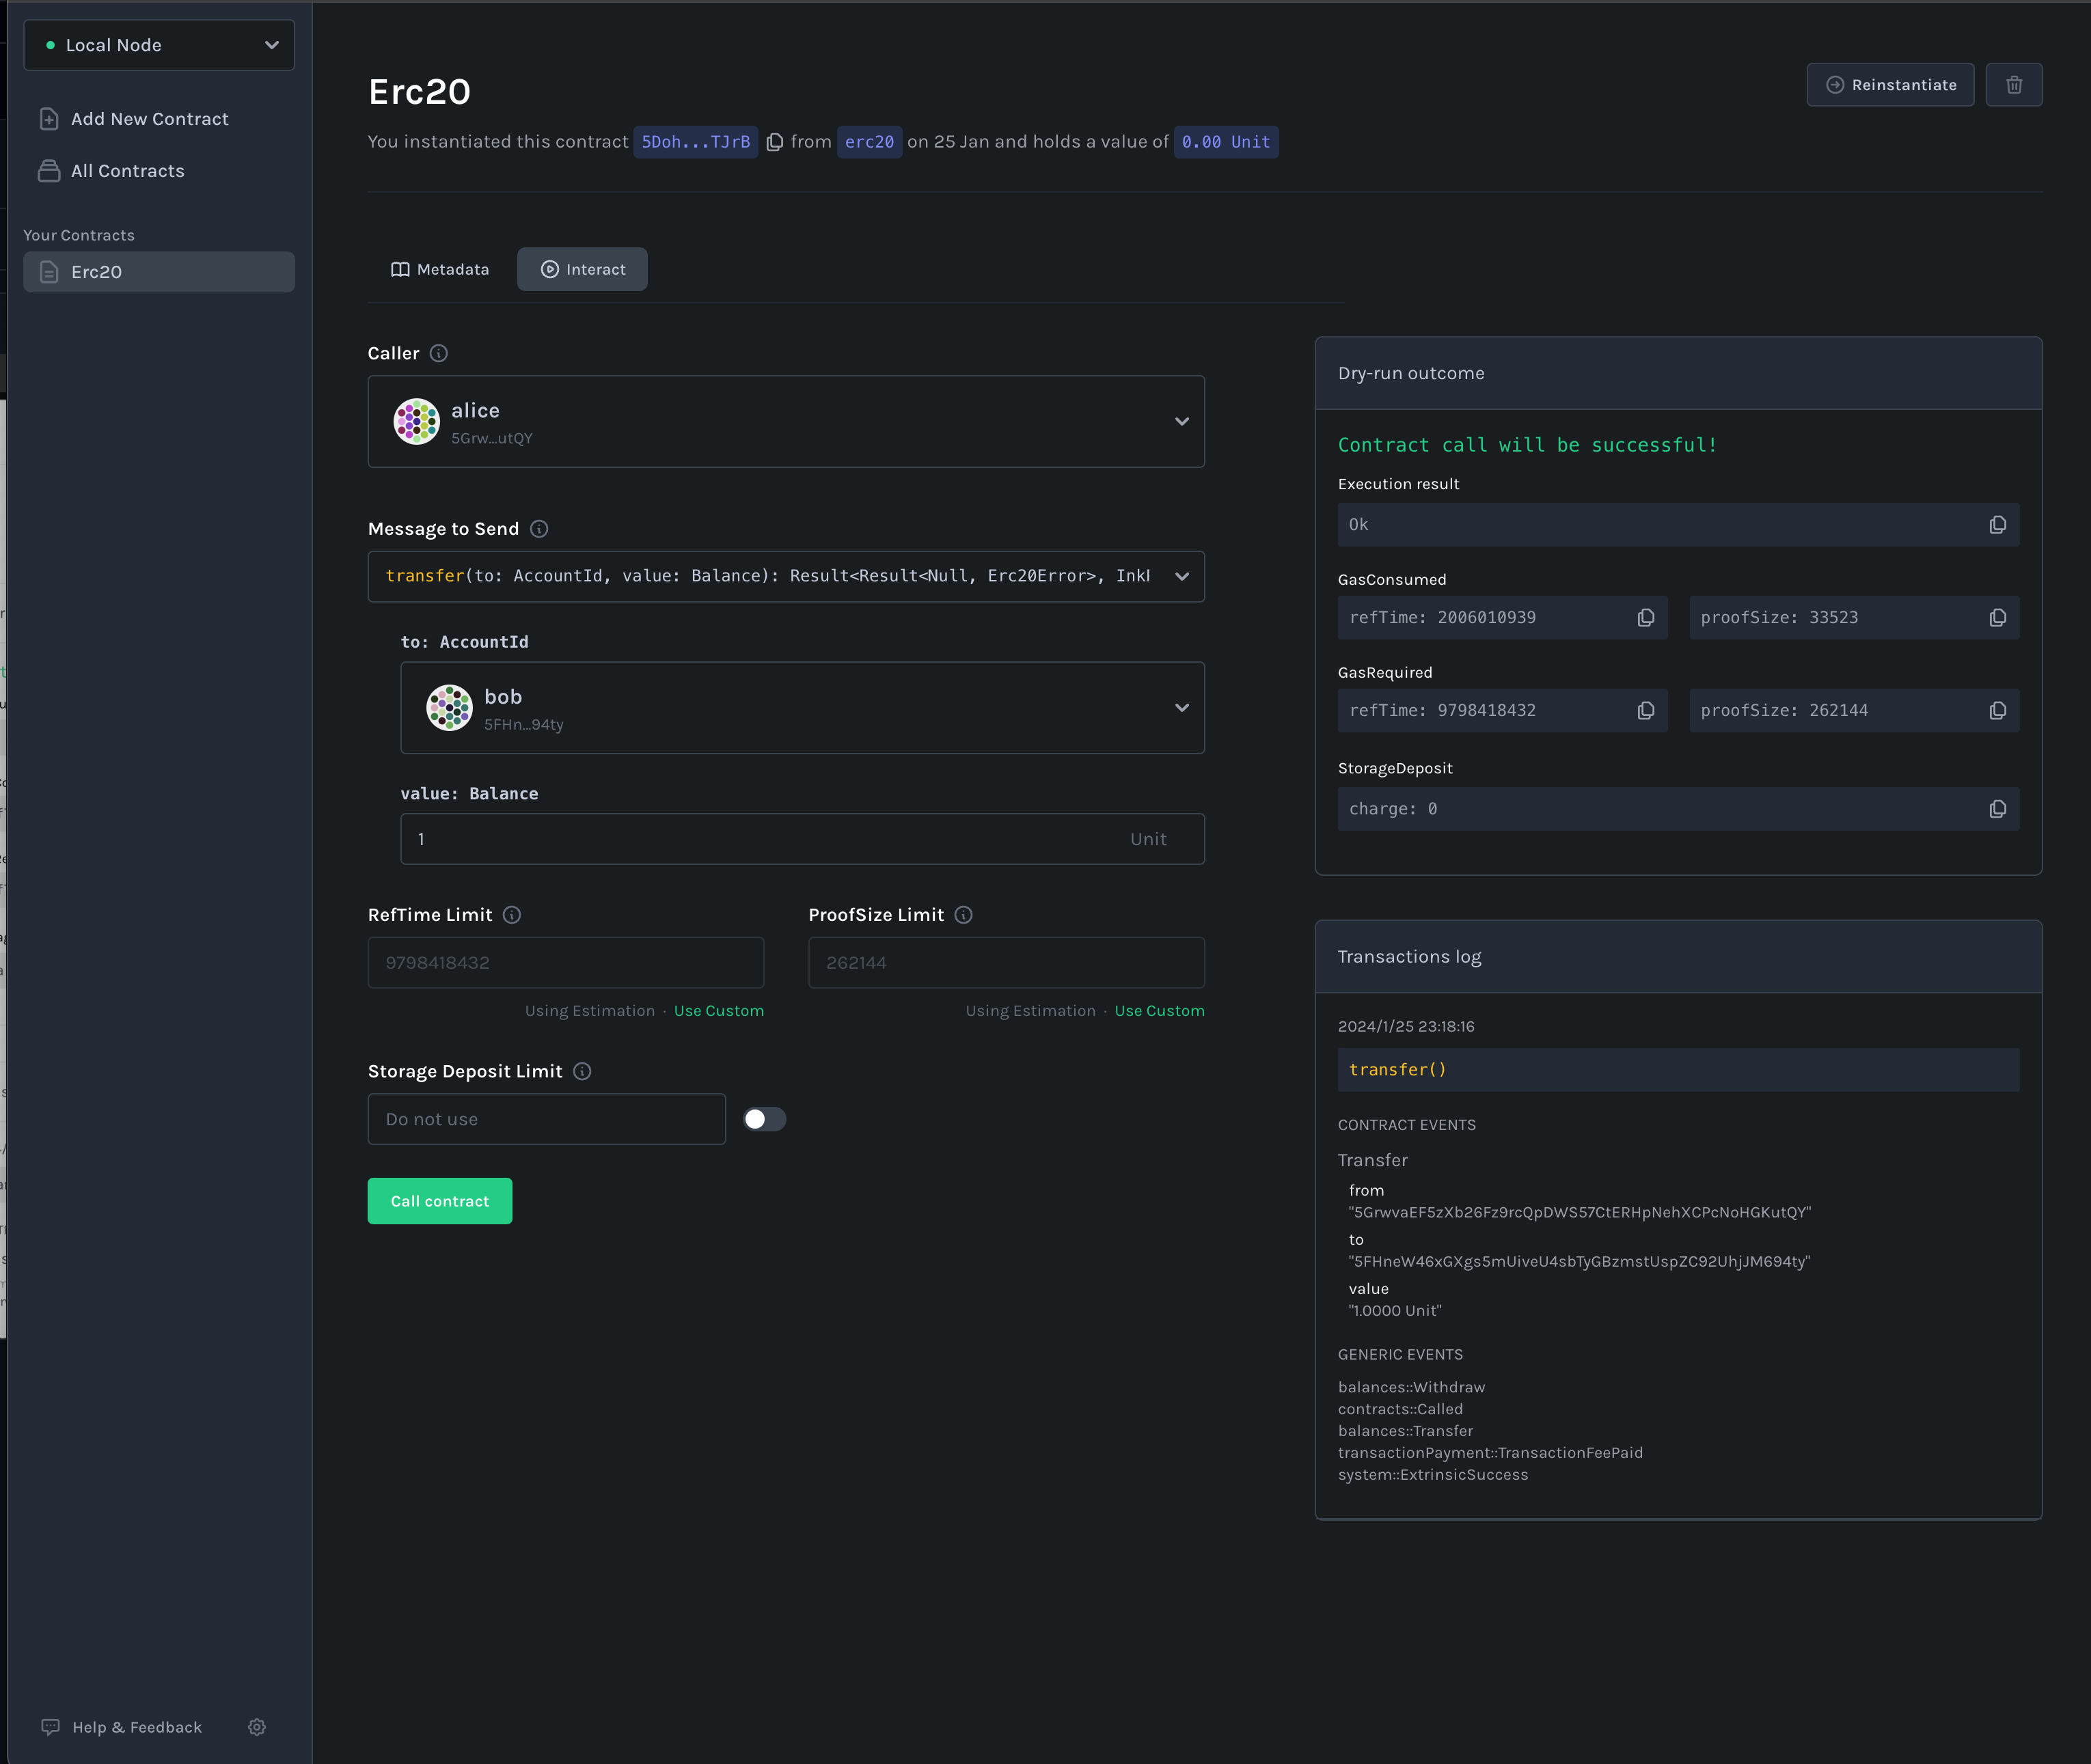 Local Node
Add New Contract
All Contracts
Your Contracts
Erc20
Help & Feedback
Erc20
Reinstantiate
You instantiated this contract 5Doh...TJrB from erc20 on 25 Jan and holds a value of 0.00 Unit
Metadata
Interact
Caller
alice
5Grw...utQY
Message to Send
transfer(to: AccountId, value: Balance): Result<Result<Null, Erc20Error>,
to: AccountId
bob
5FHn...94ty
value: Balance
1 Unit
RefTime Limit
9798418432
Using Estimation · Use Custom
ProofSize Limit
262144
Using Estimation · Use Custom
Storage Deposit Limit
Do not use
Call contract
Dry-run outcome
Contract call will be successful!
Execution result
Ok
GasConsumed
refTime: 2006010939
proofSize: 33523
GasRequired
refTime: 9798418432
proofSize: 262144
StorageDeposit
charge: 0
Transactions log
2024/1/25 23:18:16
transfer()
CONTRACT EVENTS
Transfer
from
"5GrwvaEF5zXb26Fz9rcQpDWS57CtERHpNehXCPcNoHGKutQY"
to
"5FHneW46xGXgs5mUiveU4sbTyGBzmstUspZC92UhjJM694ty"
value
"1.0000 Unit"
GENERIC EVENTS
balances::Withdraw
contracts::Called
balances::Transfer
transactionPayment::TransactionFeePaid
system::ExtrinsicSuccess